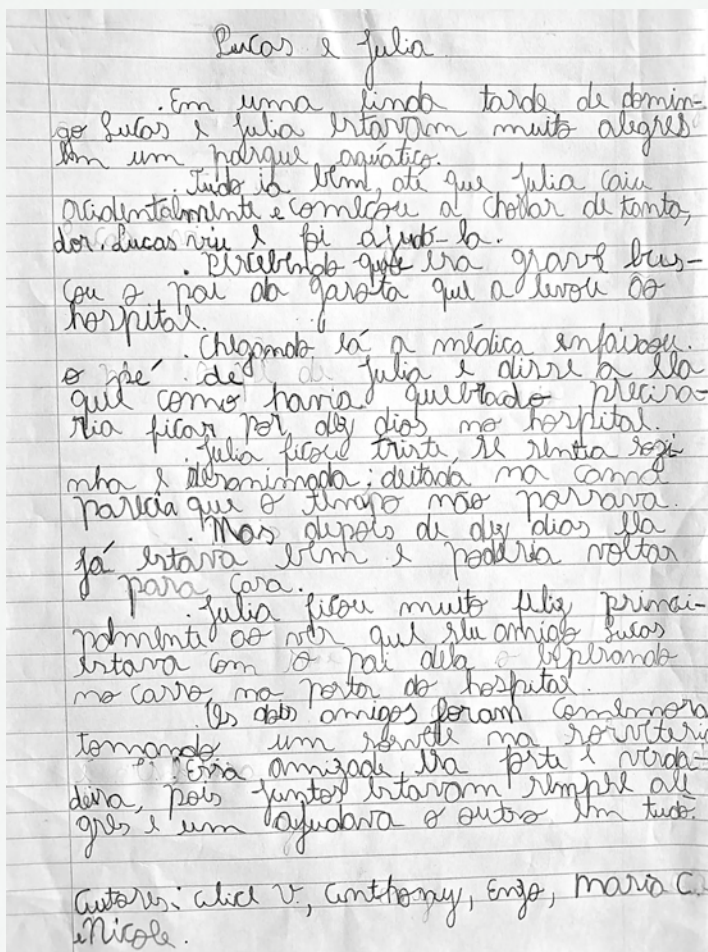 Lucas e Julia
.Em uma linda tarde de domin-
go Lucas e Julia estavam muito alegres
em um parque aquático.
.Tudo ia bem, até que Julia caiu
acidentalmente e começou a chorar de tanta,
dor. Lucas viu e foi ajudá-la.
.Percebendo que era grave bus-
cou o pai da garota que a levou ao
hospital.
.Chegando lá a médica enfaixou.
o pé de Julia e disse a ela
que como havia quebrado precisa-
ria ficar por dez dias no hospital.
.Julia ficou triste, se sentia sozi-
nha e desanimada; deitada na cama
parecia que o tempo não passava.
.Mas depois de dez dias ela
já estava bem e poderia voltar
para casa.
.Julia ficou muito feliz princi-
palmente ao ver que seu amigo Lucas
estava com o pai dela a esperando
no carro, na porta do hospital.
.Os dois amigos foram comemora
tomando um sorvete na sorveteri
.Essa amizade era forte e verda-
deira, pois juntos estavam sempre ale
gres e um ajudava o outro em tudo.
Autores: Alice V., Anthony, Enzo, Maria C.
e Nicole.